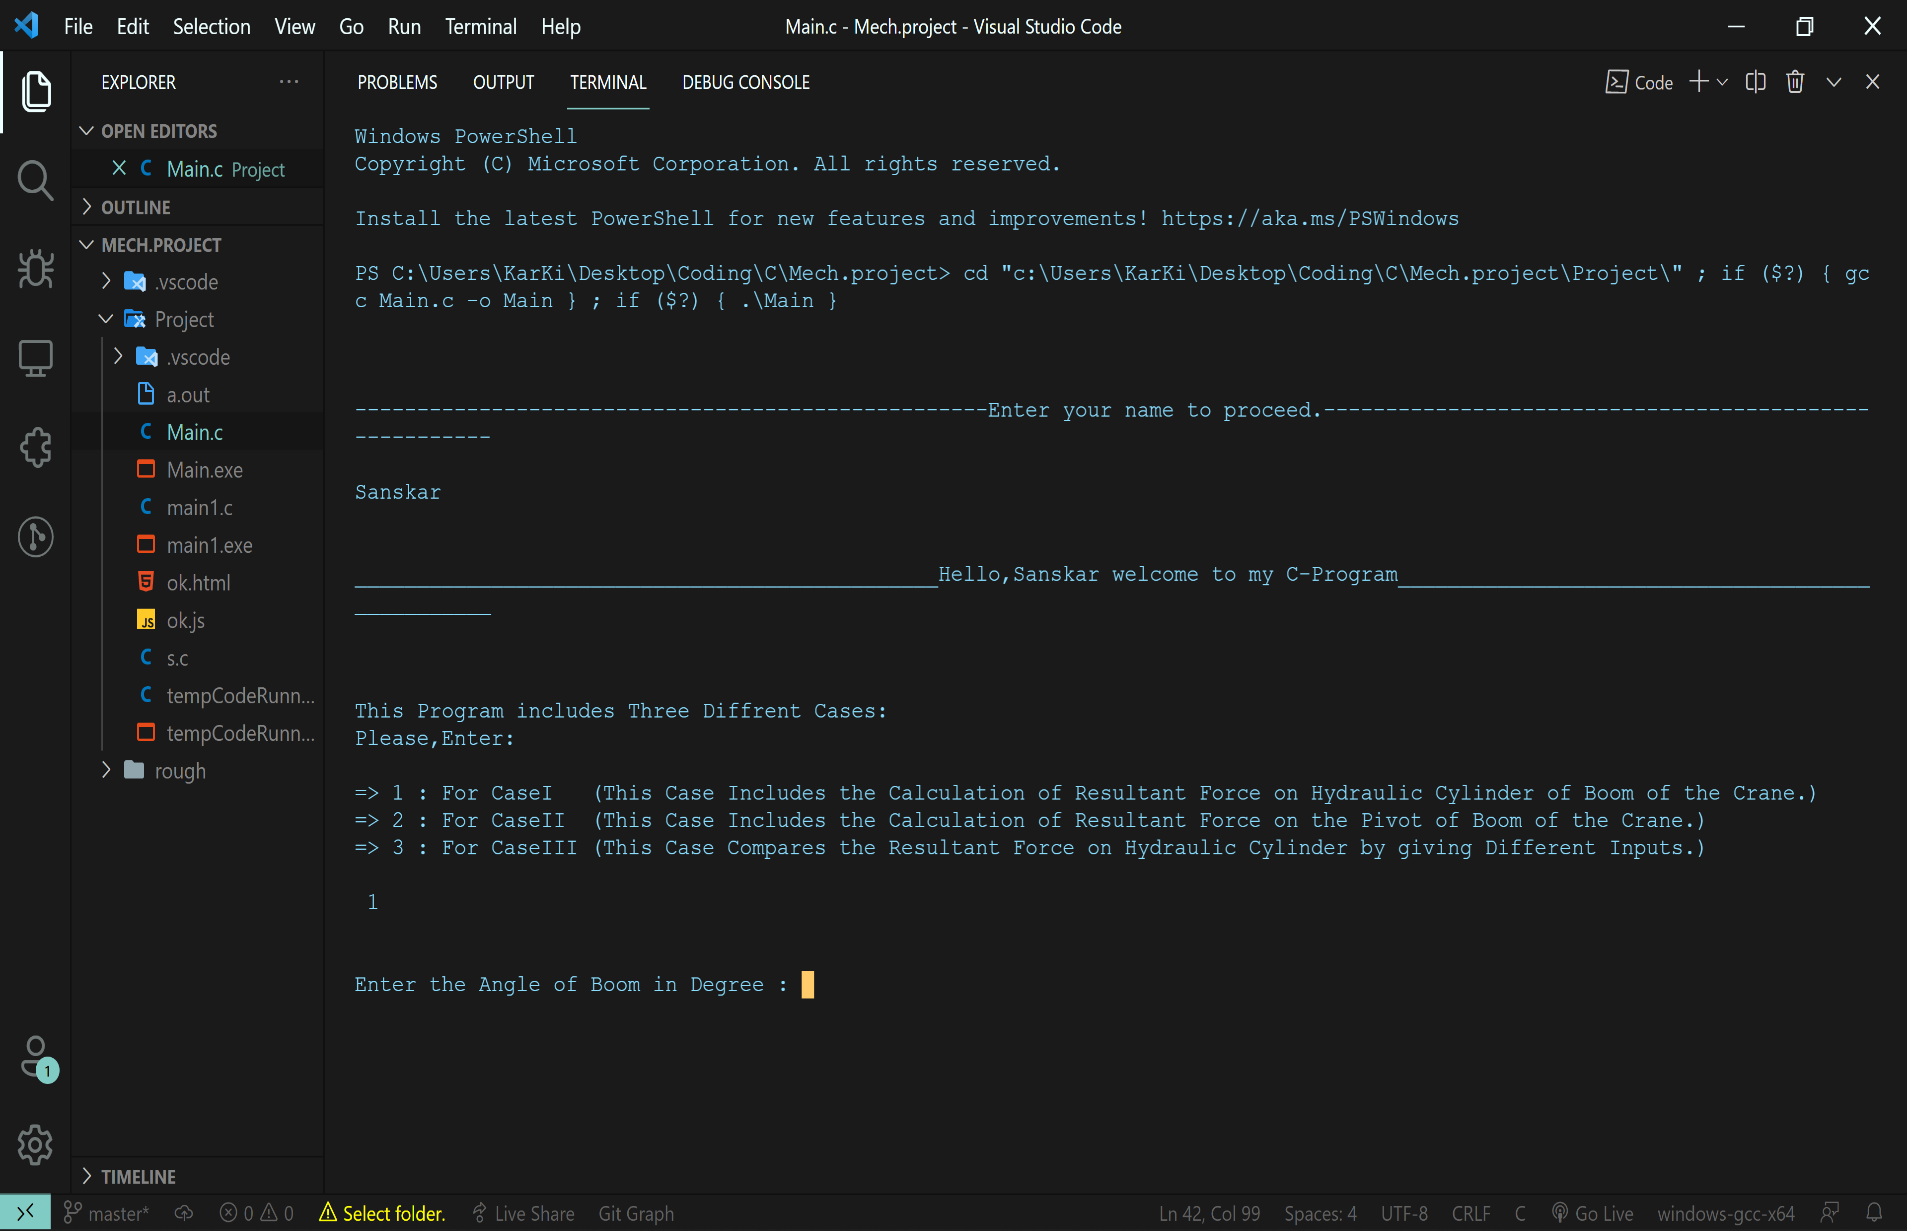 File Edit Selection View Go Run Terminal Help
Main.c - Mech.project - Visual Studio Code
EXPLORER
OPEN EDITORS
Main.c Project
OUTLINE
MECH.PROJECT
.vscode
Project
.vscode
a.out
Main.c
Main.exe
main1.c
main1.exe
ok.html
ok.js
s.c
tempCodeRunn...
tempCodeRunn...
rough
TIMELINE
PROBLEMS OUTPUT TERMINAL DEBUG CONSOLE
Code
Windows PowerShell
Copyright (C) Microsoft Corporation. All rights reserved.
Install the latest PowerShell for new features and improvements! https://aka.ms/PSWindows
PS C:\Users\KarKi\Desktop\Coding\C\Mech.project> cd "c:\Users\KarKi\Desktop\Coding\C\Mech.project\Project\" ; if ($?) { gc
c Main.c -o Main } ; if ($?) { .\Main }
---------------------------------------------------Enter your name to proceed.--------------------------------------------
-----------
Sanskar
_______________________________________________Hello,Sanskar welcome to my C-Program______________________________________
___________
This Program includes Three Diffrent Cases:
Please,Enter:
=> 1 : For CaseI   (This Case Includes the Calculation of Resultant Force on Hydraulic Cylinder of Boom of the Crane.)
=> 2 : For CaseII  (This Case Includes the Calculation of Resultant Force on the Pivot of Boom of the Crane.)
=> 3 : For CaseIII (This Case Compares the Resultant Force on Hydraulic Cylinder by giving Different Inputs.)
1
Enter the Angle of Boom in Degree :
1
master* 0 0 Select folder. Live Share Git Graph
Ln 42, Col 99 Spaces: 4 UTF-8 CRLF C Go Live windows-gcc-x64